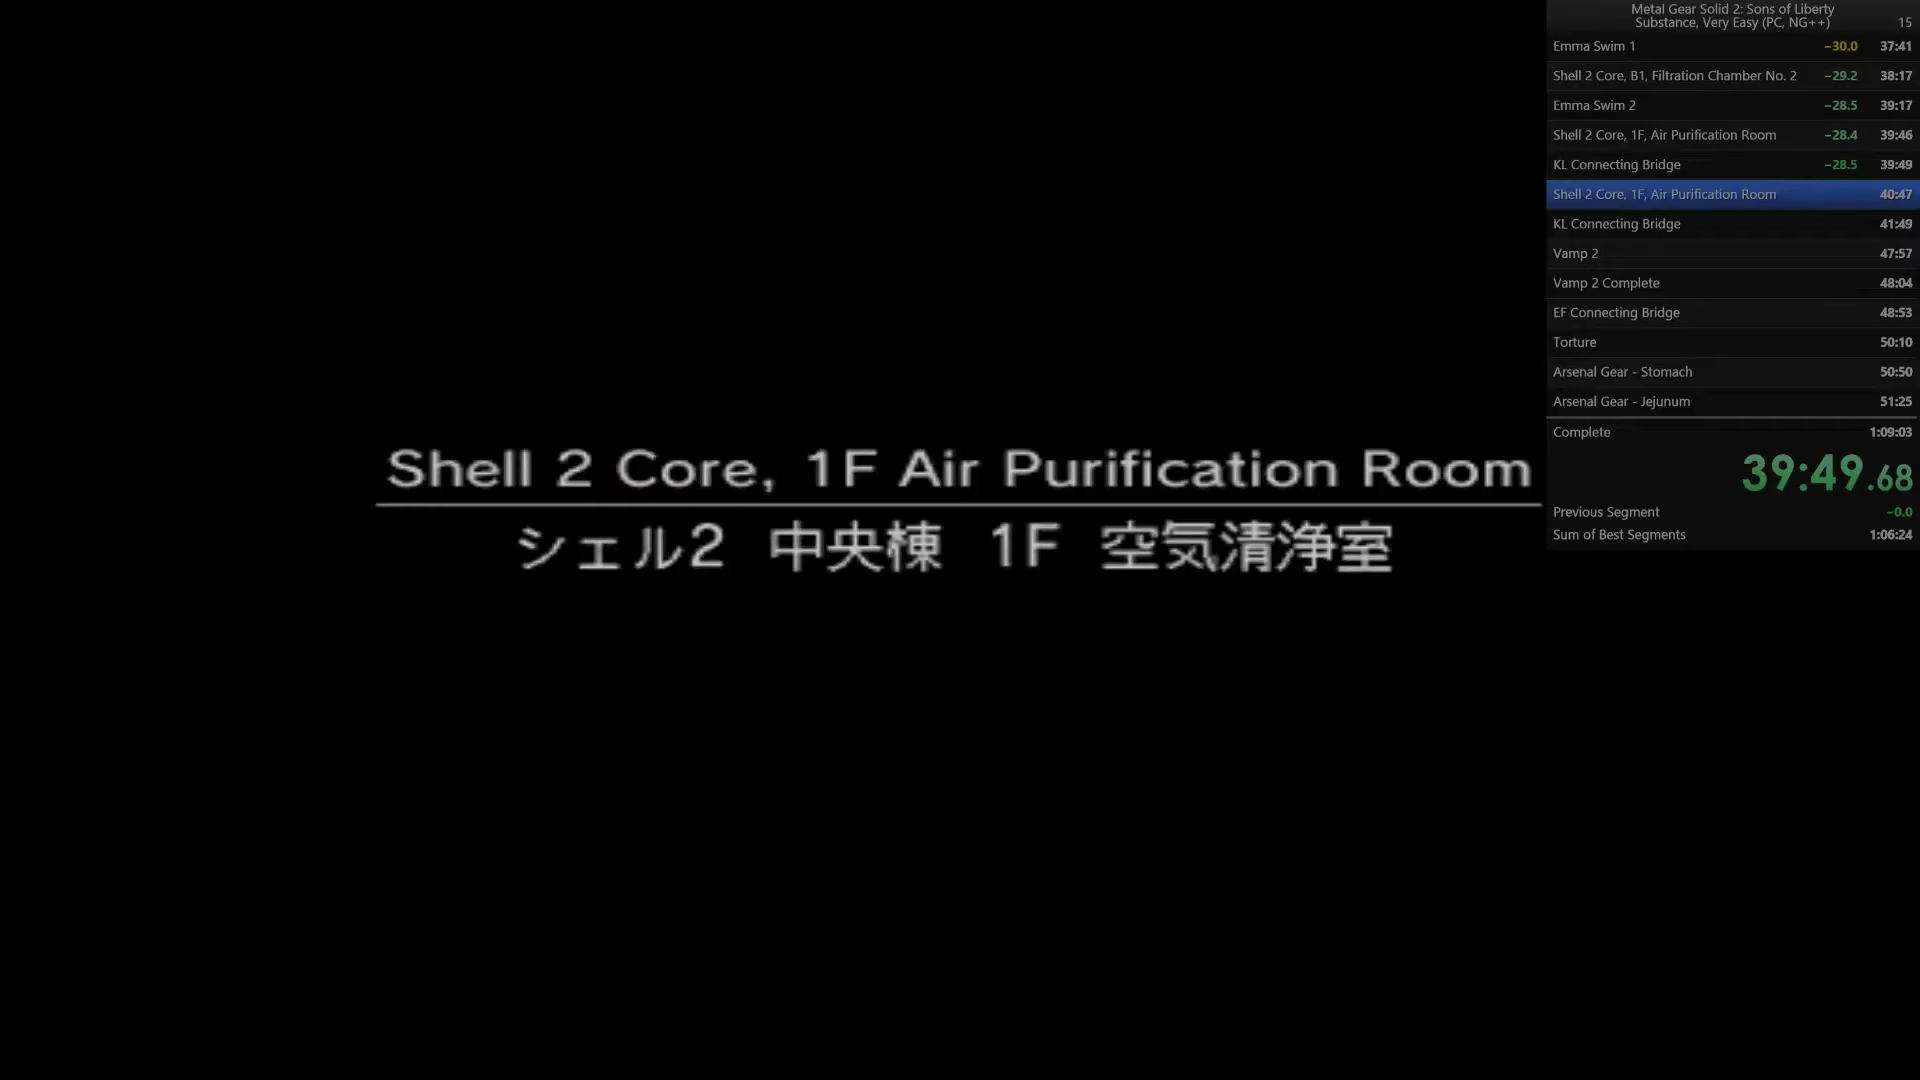 Metal Gear Solid 2: Sons of Liberty
Substance, Very Easy (PC, NG++) 15
Emma Swim 1 −30.0 37:41
Shell 2 Core, B1, Filtration Chamber No. 2 −29.2 38:17
Emma Swim 2 −28.5 39:17
Shell 2 Core, 1F, Air Purification Room −28.4 39:46
KL Connecting Bridge −28.5 39:49
Shell 2 Core, 1F, Air Purification Room 40:47
KL Connecting Bridge 41:49
Vamp 2 47:57
Vamp 2 Complete 48:04
EF Connecting Bridge 48:53
Torture 50:10
Arsenal Gear - Stomach 50:50
Arsenal Gear - Jejunum 51:25
Complete 1:09:03
39:49.68
Previous Segment −0.0
Sum of Best Segments 1:06:24
Shell 2 Core, 1F Air Purification Room
シェル2 中央棟 1F 空気清浄室